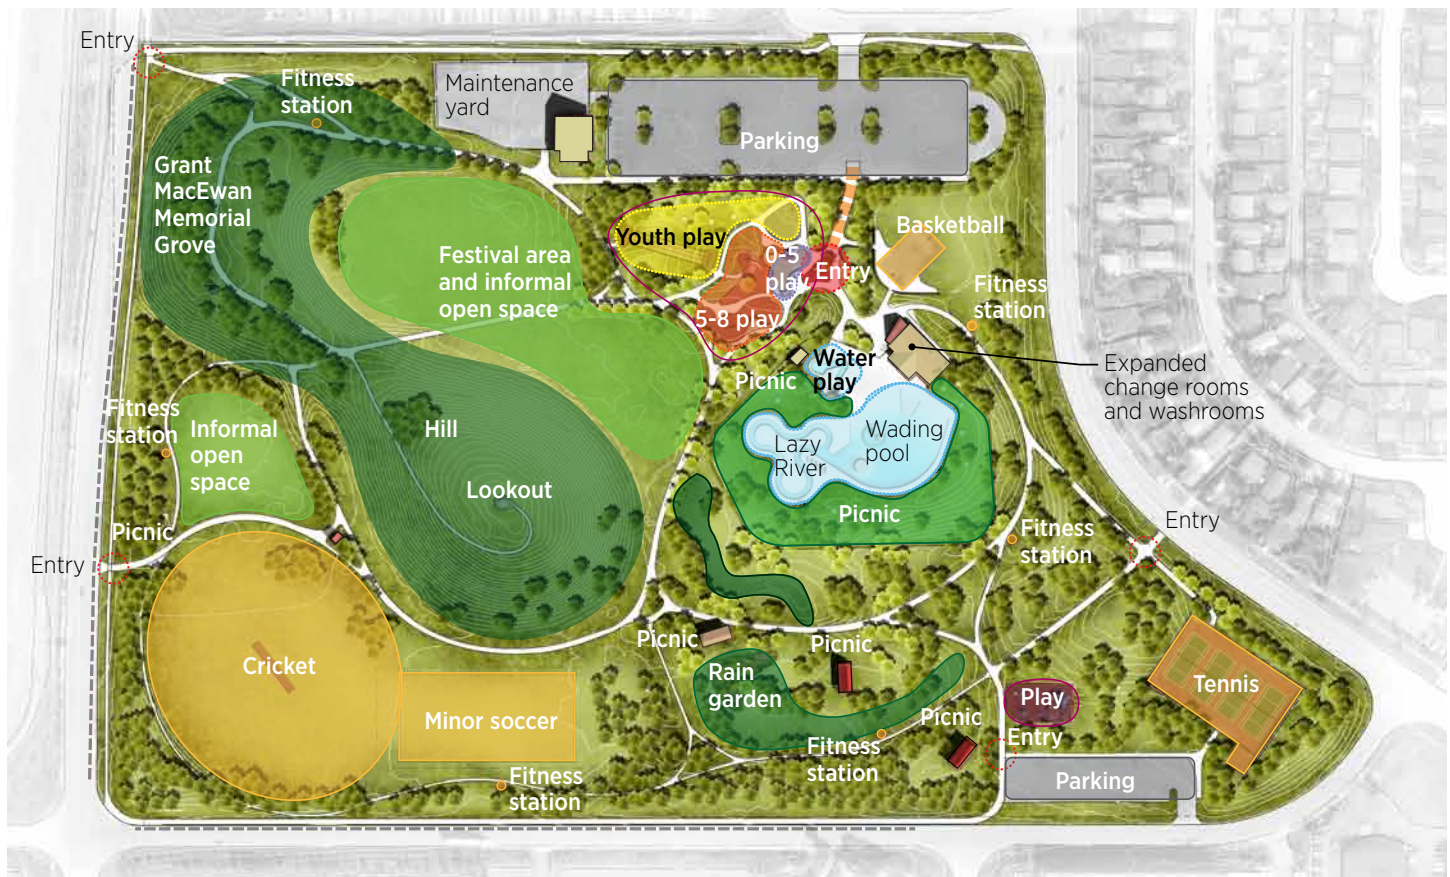 Entry
Fitness
station
Maintenance
yard
Parking
Grant
MacEwan
Memorial
Grove
Festival area
and informal
open space
Youth play
0-5
play
5-8 play
Entry
Basketball
Fitness
station
Expanded
change rooms
and washrooms
Water
play
Picnic
Lazy
River
Wading
pool
Picnic
Fitness
station
Informal
open
space
Hill
Lookout
Picnic
Entry
Fitness
station
Entry
Cricket
Minor soccer
Picnic
Picnic
Rain
garden
Picnic
Play
Entry
Tennis
Fitness
station
Fitness
station
Parking